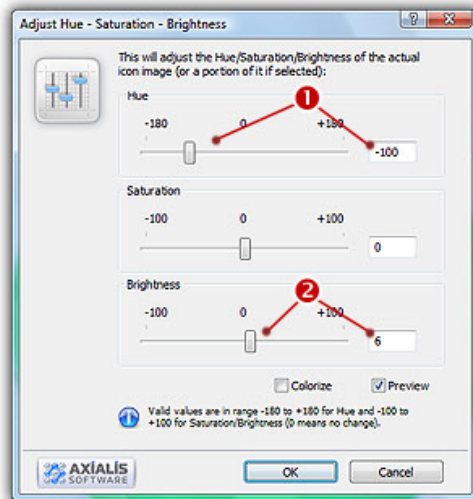 Adjust Hue - Saturation - Brightness
This will adjust the Hue/Saturation/Brightness of the actual
icon image (or a portion of it if selected):
Hue
1
-180 0 +180
-100
Saturation
-100 0 +100
0
Brightness
2
-100 0 +100
6
Colorize Preview
Valid values are in range -180 to +180 for Hue and -100 to
+100 for Saturation/Brightness (0 means no change).
AXIALIS
SOFTWARE
OK Cancel